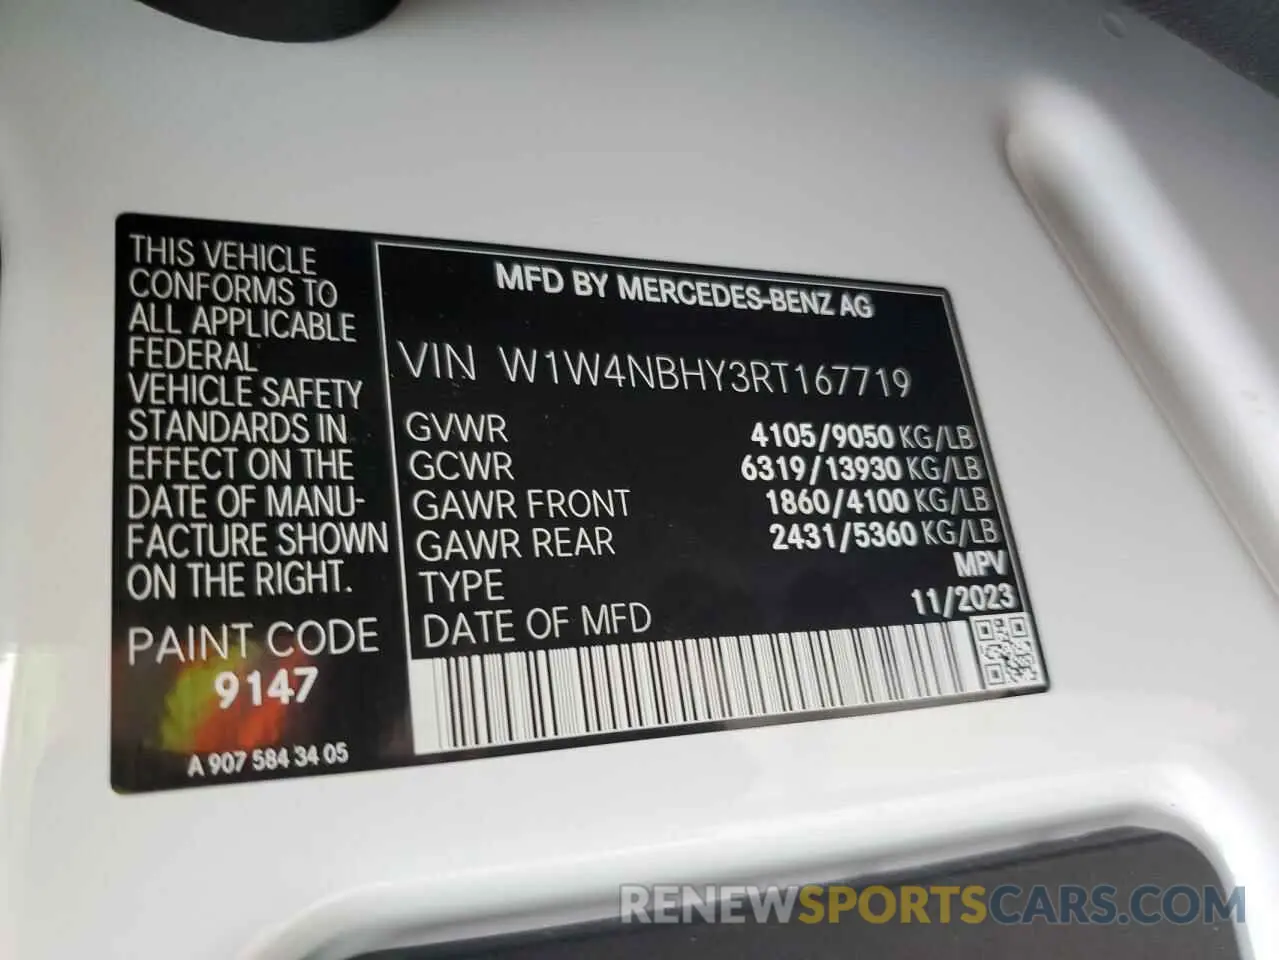 THIS VEHICLE
CONFORMS TO
ALL APPLICABLE
FEDERAL
VEHICLE SAFETY
STANDARDS IN
EFFECT ON THE
DATE OF MANU-
FACTURE SHOWN
ON THE RIGHT.
PAINT CODE
9147
A 907 584 34 05
MFD BY MERCEDES-BENZ AG
VIN W1W4NBHY3RT167719
GVWR 4105/9050 KG/LB
GCWR 6319/13930 KG/LB
GAWR FRONT 1860/4100 KG/LB
GAWR REAR 2431/5360 KG/LB
TYPE MPV
DATE OF MFD 11/2023
RENEWSPORTSCARS.COM